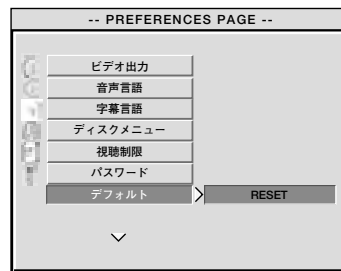 -- PREFERENCES PAGE --
ビデオ出力
音声言語
字幕言語
ディスクメニュー
視聴制限
パスワード
デフォルト
RESET